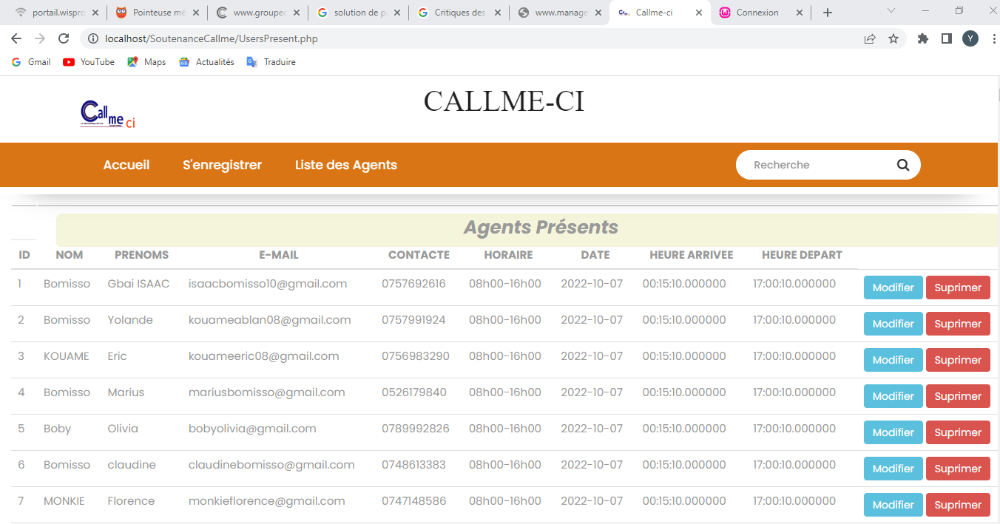 portail.wispro Pointeuse mé www.grouped solution de po Critiques des www.manage Callme-ci Connexion
localhost/SoutenanceCallme/UsersPresent.php Y
Gmail YouTube Maps Actualités Traduire
CALLME-CI
Callme ci
Accueil S'enregistrer Liste des Agents Recherche
Agents Présents
ID NOM PRENOMS E-MAIL CONTACTE HORAIRE DATE HEURE ARRIVEE HEURE DEPART
1 Bomisso Gbai ISAAC isaacbomisso10@gmail.com 0757692616 08h00-16h00 2022-10-07 00:15:10.000000 17:00:10.000000 Modifier Suprimer
2 Bomisso Yolande kouameablan08@gmail.com 0757991924 08h00-16h00 2022-10-07 00:15:10.000000 17:00:10.000000 Modifier Suprimer
3 KOUAME Eric kouameeric08@gmail.com 0756983290 08h00-16h00 2022-10-07 00:15:10.000000 17:00:10.000000 Modifier Suprimer
4 Bomisso Marius mariusbomisso@gmail.com 0526179840 08h00-16h00 2022-10-07 00:15:10.000000 17:00:10.000000 Modifier Suprimer
5 Boby Olivia bobyolivia@gmail.com 0789992826 08h00-16h00 2022-10-07 00:15:10.000000 17:00:10.000000 Modifier Suprimer
6 Bomisso claudine claudinebomisso@gmail.com 0748613383 08h00-16h00 2022-10-07 00:15:10.000000 17:00:10.000000 Modifier Suprimer
7 MONKIE Florence monkieflorence@gmail.com 0747148586 08h00-16h00 2022-10-07 00:15:10.000000 17:00:10.000000 Modifier Suprimer